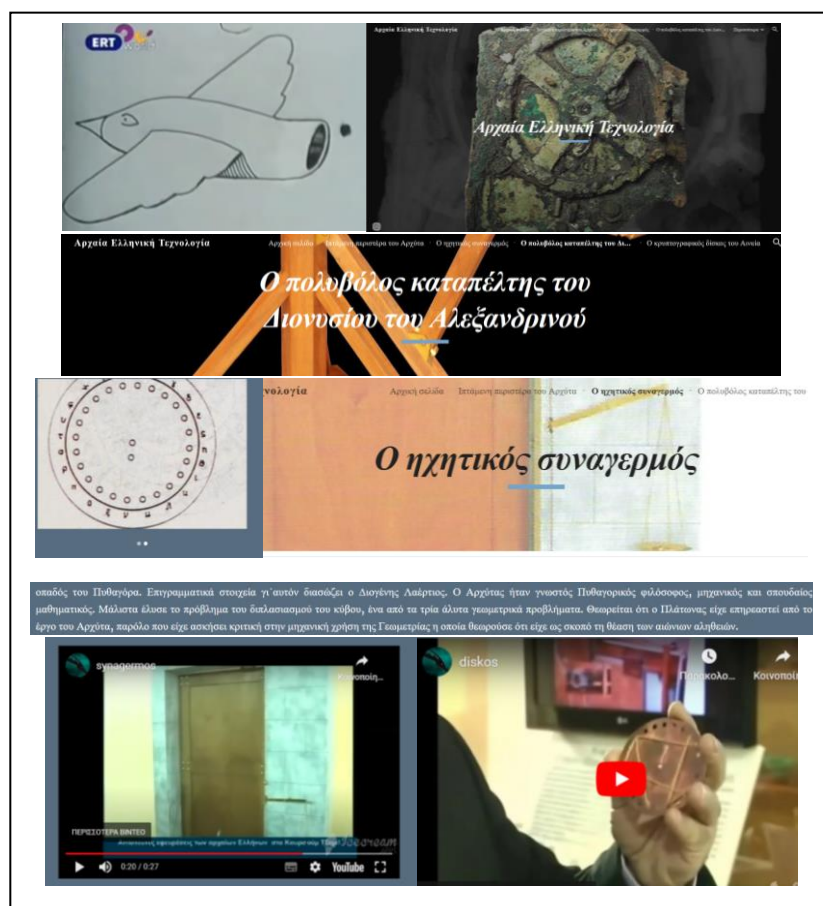 ERT
World
Αρχαία Ελληνική Τεχνολογία
Αρχαία Ελληνική Τεχνολογία
Αρχαία Ελληνική Τεχνολογία
Αρχική σελίδα
Ιπτάμενη περιστέρα του Αρχύτα
Ο ηχητικός συναγερμός
Ο πολυβόλος καταπέλτης του Δι...
Ο κρυπτογραφικός δίσκος του Αινεία
Ο πολυβόλος καταπέλτης του
Διονυσίου του Αλεξανδρινού
νολογία
Αρχική σελίδα
Ιπτάμενη περιστέρα του Αρχύτα
Ο ηχητικός συναγερμός
Ο πολυβόλος καταπέλτης του
Ο ηχητικός συναγερμός
οπαδός του Πυθαγόρα. Επιγραμματικά στοιχεία γι΄αυτόν διασώζει ο Διογένης Λαέρτιος. Ο Αρχύτας ήταν γνωστός Πυθαγορικός φιλόσοφος, μηχανικός και σπουδαίος
μαθηματικός. Μάλιστα έλυσε το πρόβλημα του διπλασιασμού του κύβου, ένα από τα τρία άλυτα γεωμετρικά προβλήματα. Θεωρείται ότι ο Πλάτωνας είχε επηρεαστεί από το
έργο του Αρχύτα, παρόλο που είχε ασκήσει κριτική στην μηχανική χρήση της Γεωμετρίας η οποία θεωρούσε ότι είχε ως σκοπό τη θέαση των αιώνιων αληθειών.
synagermos
Κοινοποίη...
ΠΕΡΙΣΣΟΤΕΡΑ ΒΙΝΤΕΟ
0:20 / 0:27
YouTube
diskos
Παρακολο...
Κοινοποίη